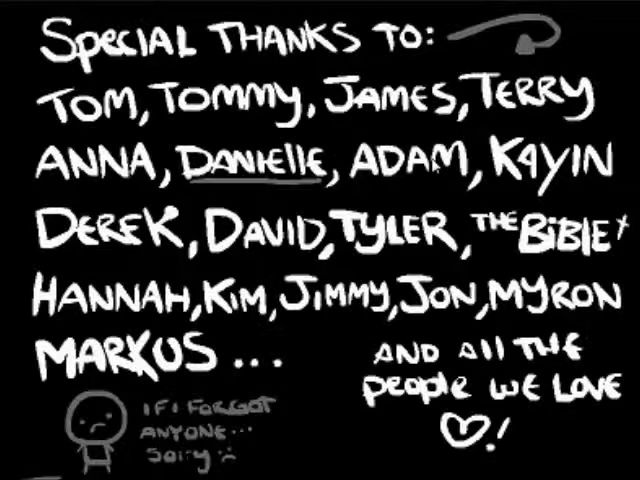 Special THANKS TO:
TOM, TOMMY, JAMES, TERRY
ANNA, DANIEllE, ADAM, KAYIN
DEREK, DAVID, TYLER, THE BiBlE
HANNAH, KiM, JiMMY, JON, MYRON
MARKUS ...
AND All THE
peoplE WE LOVE
♡!
IF I FORGOT
ANYONE...
Sorry :(